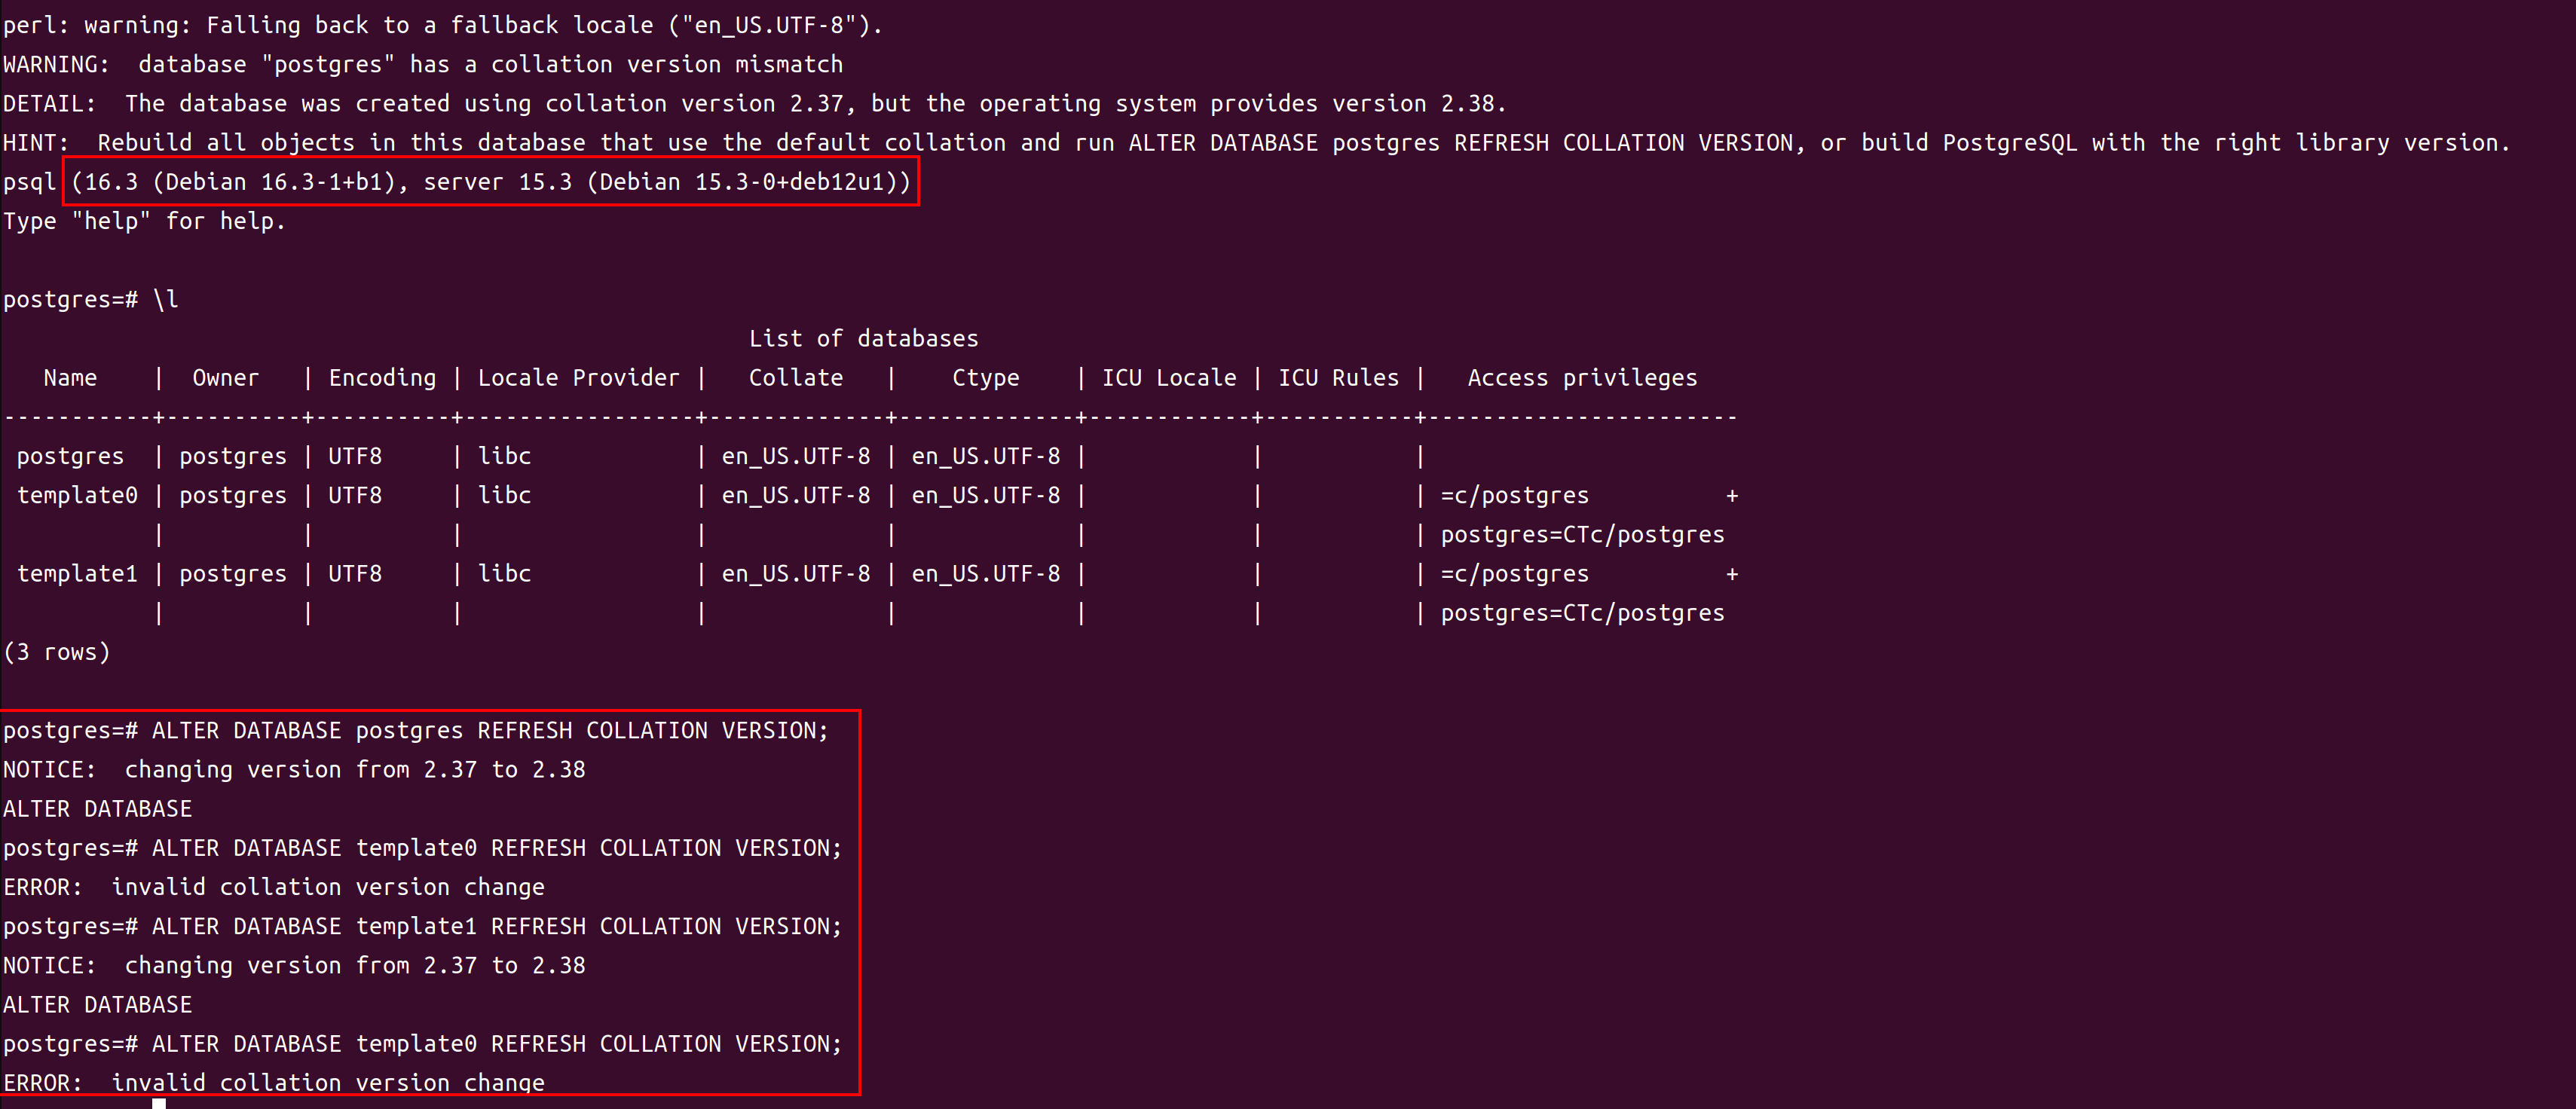 perl: warning: Falling back to a fallback locale ("en_US.UTF-8").
WARNING:  database "postgres" has a collation version mismatch
DETAIL:  The database was created using collation version 2.37, but the operating system provides version 2.38.
HINT:  Rebuild all objects in this database that use the default collation and run ALTER DATABASE postgres REFRESH COLLATION VERSION, or build PostgreSQL with the right library version.
psql (16.3 (Debian 16.3-1+b1), server 15.3 (Debian 15.3-0+deb12u1))
Type "help" for help.

postgres=# \l
                                                       List of databases
   Name    |  Owner   | Encoding | Locale Provider |   Collate   |    Ctype    | ICU Locale | ICU Rules |   Access privileges
-----------+----------+----------+-----------------+-------------+-------------+------------+-----------+-----------------------
 postgres  | postgres | UTF8     | libc            | en_US.UTF-8 | en_US.UTF-8 |            |           |
 template0 | postgres | UTF8     | libc            | en_US.UTF-8 | en_US.UTF-8 |            |           | =c/postgres          +
           |          |          |                 |             |             |            |           | postgres=CTc/postgres
 template1 | postgres | UTF8     | libc            | en_US.UTF-8 | en_US.UTF-8 |            |           | =c/postgres          +
           |          |          |                 |             |             |            |           | postgres=CTc/postgres
(3 rows)

postgres=# ALTER DATABASE postgres REFRESH COLLATION VERSION;
NOTICE:  changing version from 2.37 to 2.38
ALTER DATABASE
postgres=# ALTER DATABASE template0 REFRESH COLLATION VERSION;
ERROR:  invalid collation version change
postgres=# ALTER DATABASE template1 REFRESH COLLATION VERSION;
NOTICE:  changing version from 2.37 to 2.38
ALTER DATABASE
postgres=# ALTER DATABASE template0 REFRESH COLLATION VERSION;
ERROR:  invalid collation version change